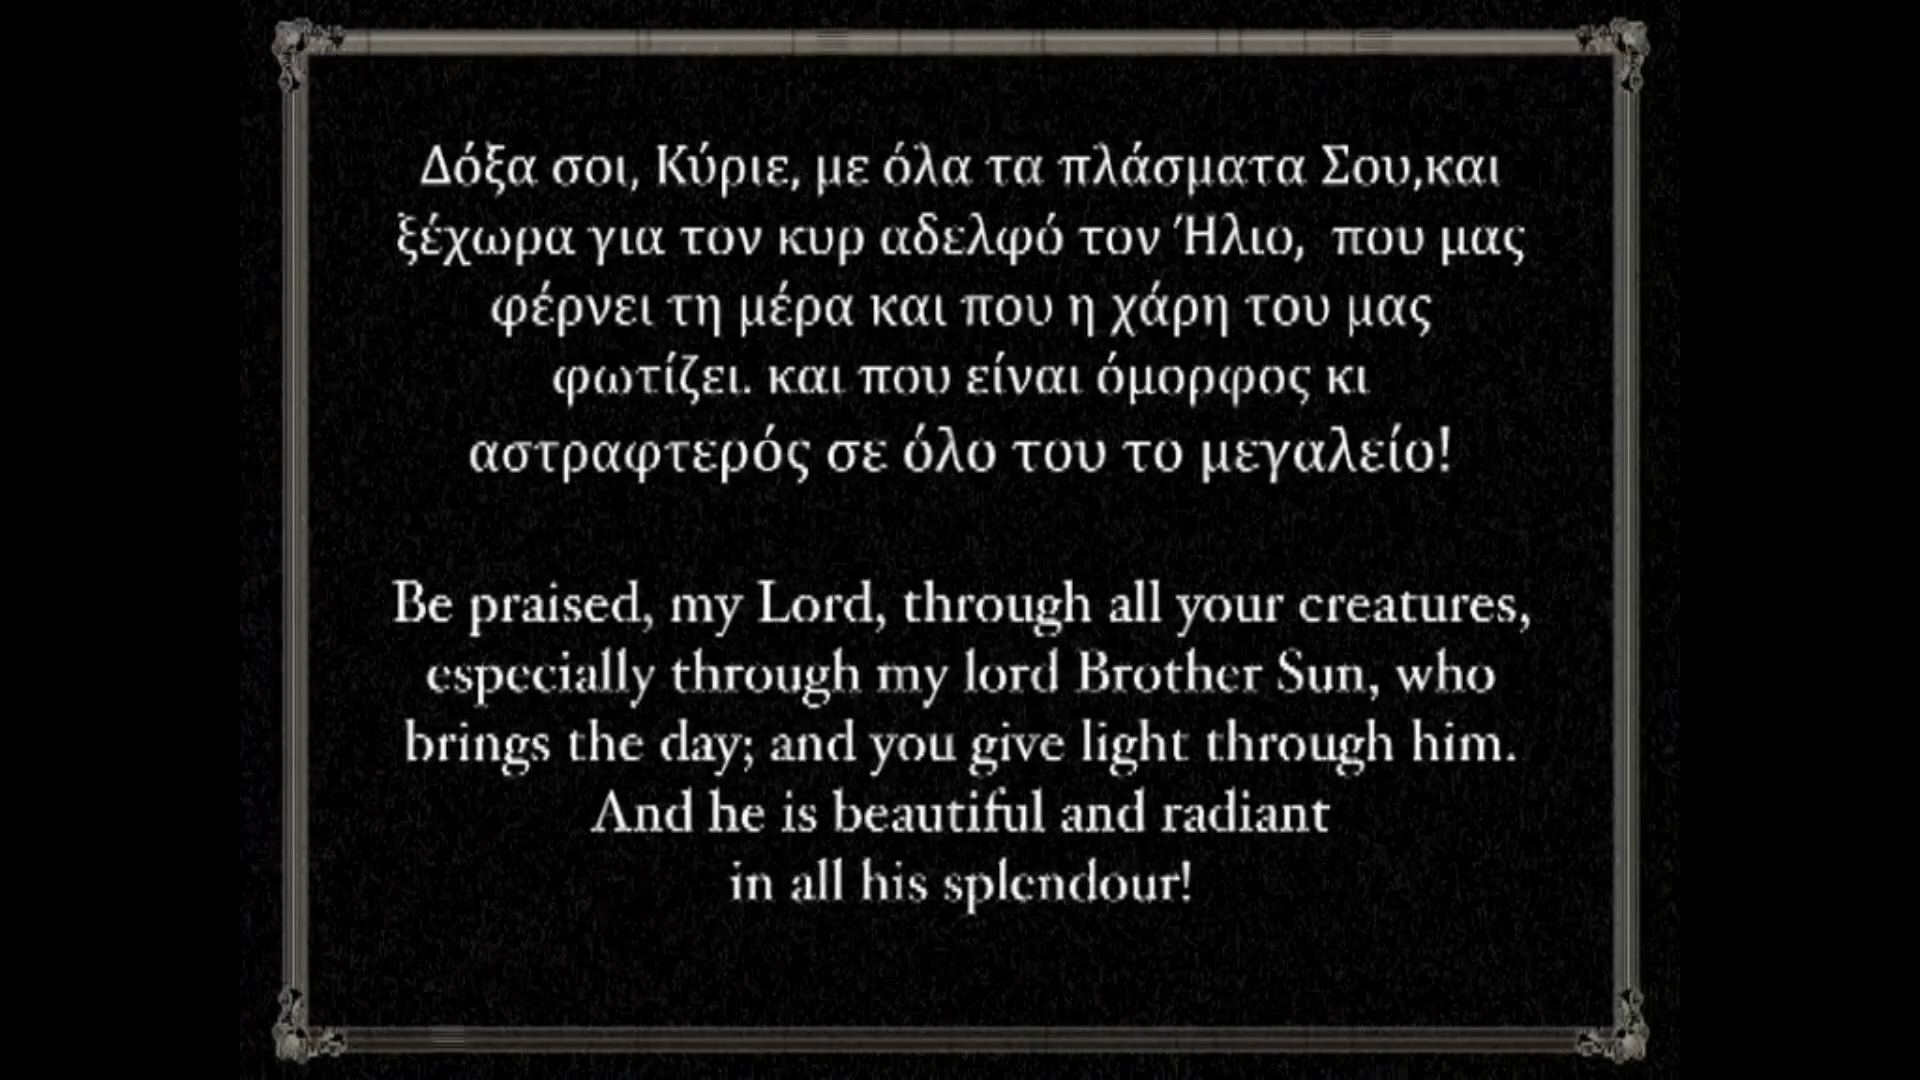 Δόξα σοι, Κύριε, με όλα τα πλάσματα Σου,και
ξέχωρα για τον κυρ αδελφό τον Ήλιο,  που μας
φέρνει τη μέρα και που η χάρη του μας
φωτίζει. και που είναι όμορφος κι
αστραφτερός σε όλο του το μεγαλείο!
Be praised, my Lord, through all your creatures,
especially through my lord Brother Sun, who
brings the day; and you give light through him.
And he is beautiful and radiant
in all his splendour!